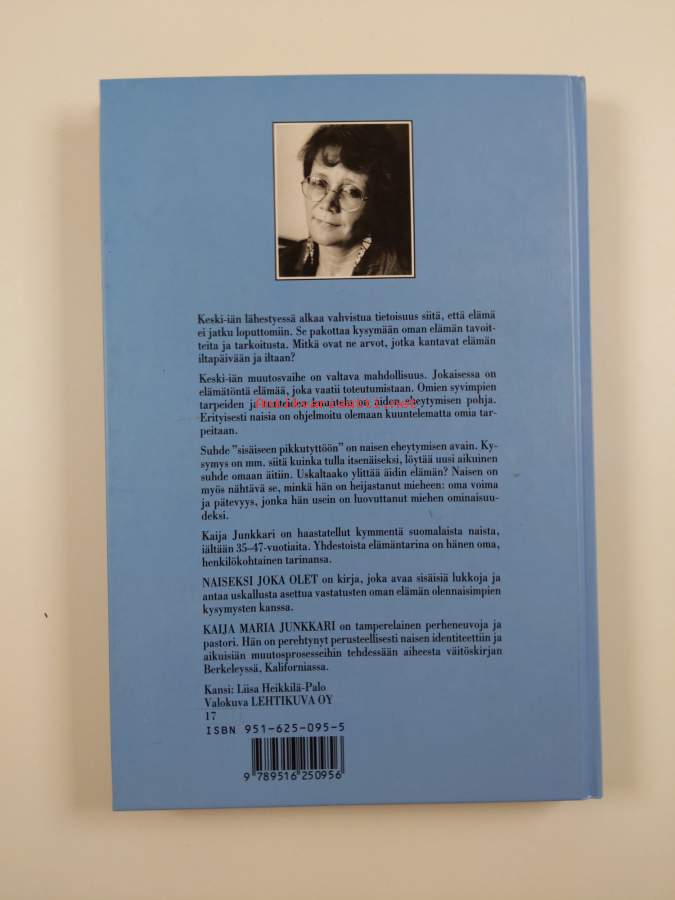 Keski-iän lähestyessä alkaa vahvistua tietoisuus siitä, että elämä
ei jatku loputtomiin. Se pakottaa kysymään oman elämän tavoit-
teita ja tarkoitusta. Mitkä ovat ne arvot, jotka kantavat elämän
iltapäivään ja iltaan?
Keski-iän muutosvaihe on valtava mahdollisuus. Jokaisessa on
elämätöntä elämää, joka vaatii toteutumistaan. Omien syvimpien
tarpeiden ja tunteiden kuuntelu on eheytymisen pohja.
Erityisesti naisia on ohjelmoitu olemaan kuuntelematta omia tar-
peitaan.
Suhde "sisäiseen pikkutyttöön" on naisen eheytymisen avain. Ky-
symys on mm. siitä kuinka tulla itsenäiseksi, löytää uusi aikuinen
suhde omaan äitiin. Uskaltaako ylittää äidin elämän? Naisen on
myös nähtävä se, minkä hän on heijastanut mieheen: oma voima
ja pätevyys, jonka hän usein on luovuttanut miehen ominaisuu-
deksi.
Kaija Junkkari on haastatellut kymmentä suomalaista naista,
iältään 35–47-vuotiaita. Yhdestoista elämäntarina on hänen oma,
henkilökohtainen tarinansa.
NAISEKSI JOKA OLET on kirja, joka avaa sisäisiä lukkoja ja
antaa uskallusta asettua vastatusten oman elämän olennaisimpien
kysymysten kanssa.
KAIJA MARIA JUNKKARI on tamperelainen perheneuvoja ja
pastori. Hän on perehtynyt perusteellisesti naisen identiteettiin ja
aikuisiän muutosprosesseihin tehdessään aiheesta väitöskirjan
Berkeleyssä, Kaliforniassa.
Kansi: Liisa Heikkilä-Palo
Valokuva LEHTIKUVA OY
17
ISBN 951-625-095-5
9 789516 250956